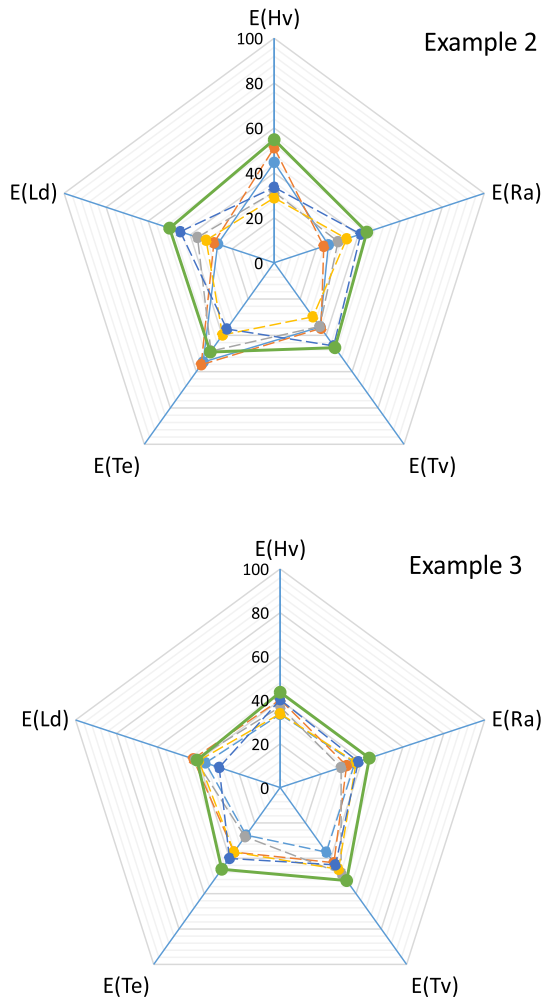 E(Hv)
Example 2
100
80
60
40
20
0
E(Ld)
E(Ra)
E(Te)
E(Tv)
E(Hv)
Example 3
100
80
60
40
20
0
E(Ld)
E(Ra)
E(Te)
E(Tv)